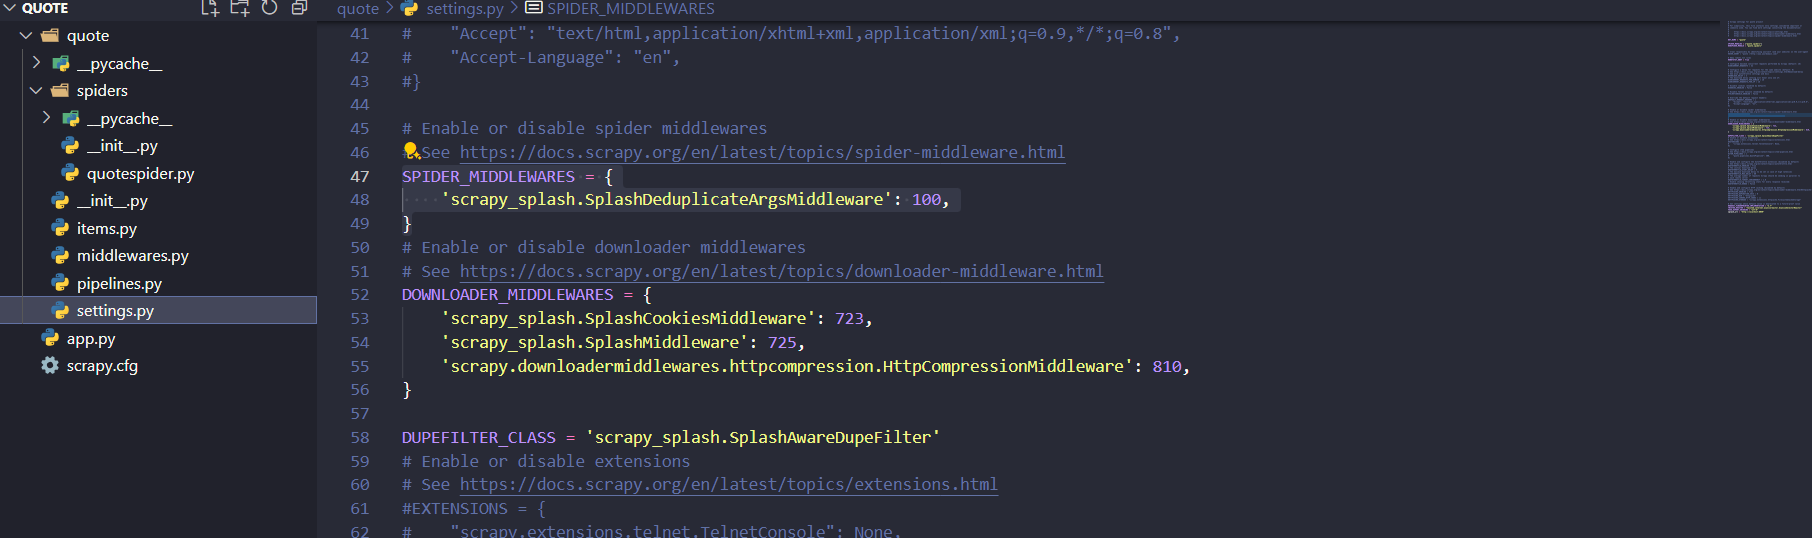 QUOTE
quote
__pycache__
spiders
__pycache__
__init__.py
quotespider.py
__init__.py
items.py
middlewares.py
pipelines.py
settings.py
app.py
scrapy.cfg
quote > settings.py > SPIDER_MIDDLEWARES
41 #    "Accept": "text/html,application/xhtml+xml,application/xml;q=0.9,*/*;q=0.8",
42 #    "Accept-Language": "en",
43 #}
44
45 # Enable or disable spider middlewares
46 See https://docs.scrapy.org/en/latest/topics/spider-middleware.html
47 SPIDER_MIDDLEWARES = {
48     'scrapy_splash.SplashDeduplicateArgsMiddleware': 100,
49 }
50 # Enable or disable downloader middlewares
51 # See https://docs.scrapy.org/en/latest/topics/downloader-middleware.html
52 DOWNLOADER_MIDDLEWARES = {
53     'scrapy_splash.SplashCookiesMiddleware': 723,
54     'scrapy_splash.SplashMiddleware': 725,
55     'scrapy.downloadermiddlewares.httpcompression.HttpCompressionMiddleware': 810,
56 }
57
58 DUPEFILTER_CLASS = 'scrapy_splash.SplashAwareDupeFilter'
59 # Enable or disable extensions
60 # See https://docs.scrapy.org/en/latest/topics/extensions.html
61 #EXTENSIONS = {
62 #    "scrapy.extensions.telnet.TelnetConsole": None,